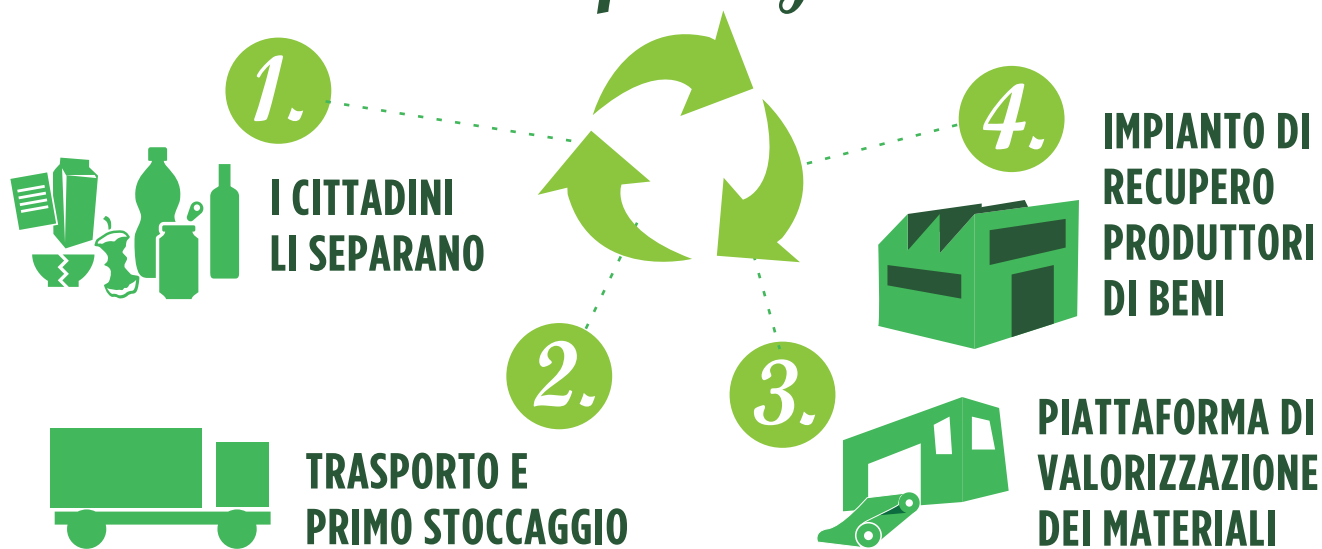 1.
I CITTADINI
LI SEPARANO
2.
TRASPORTO E
PRIMO STOCCAGGIO
3.
PIATTAFORMA DI
VALORIZZAZIONE
DEI MATERIALI
4.
IMPIANTO DI
RECUPERO
PRODUTTORI
DI BENI